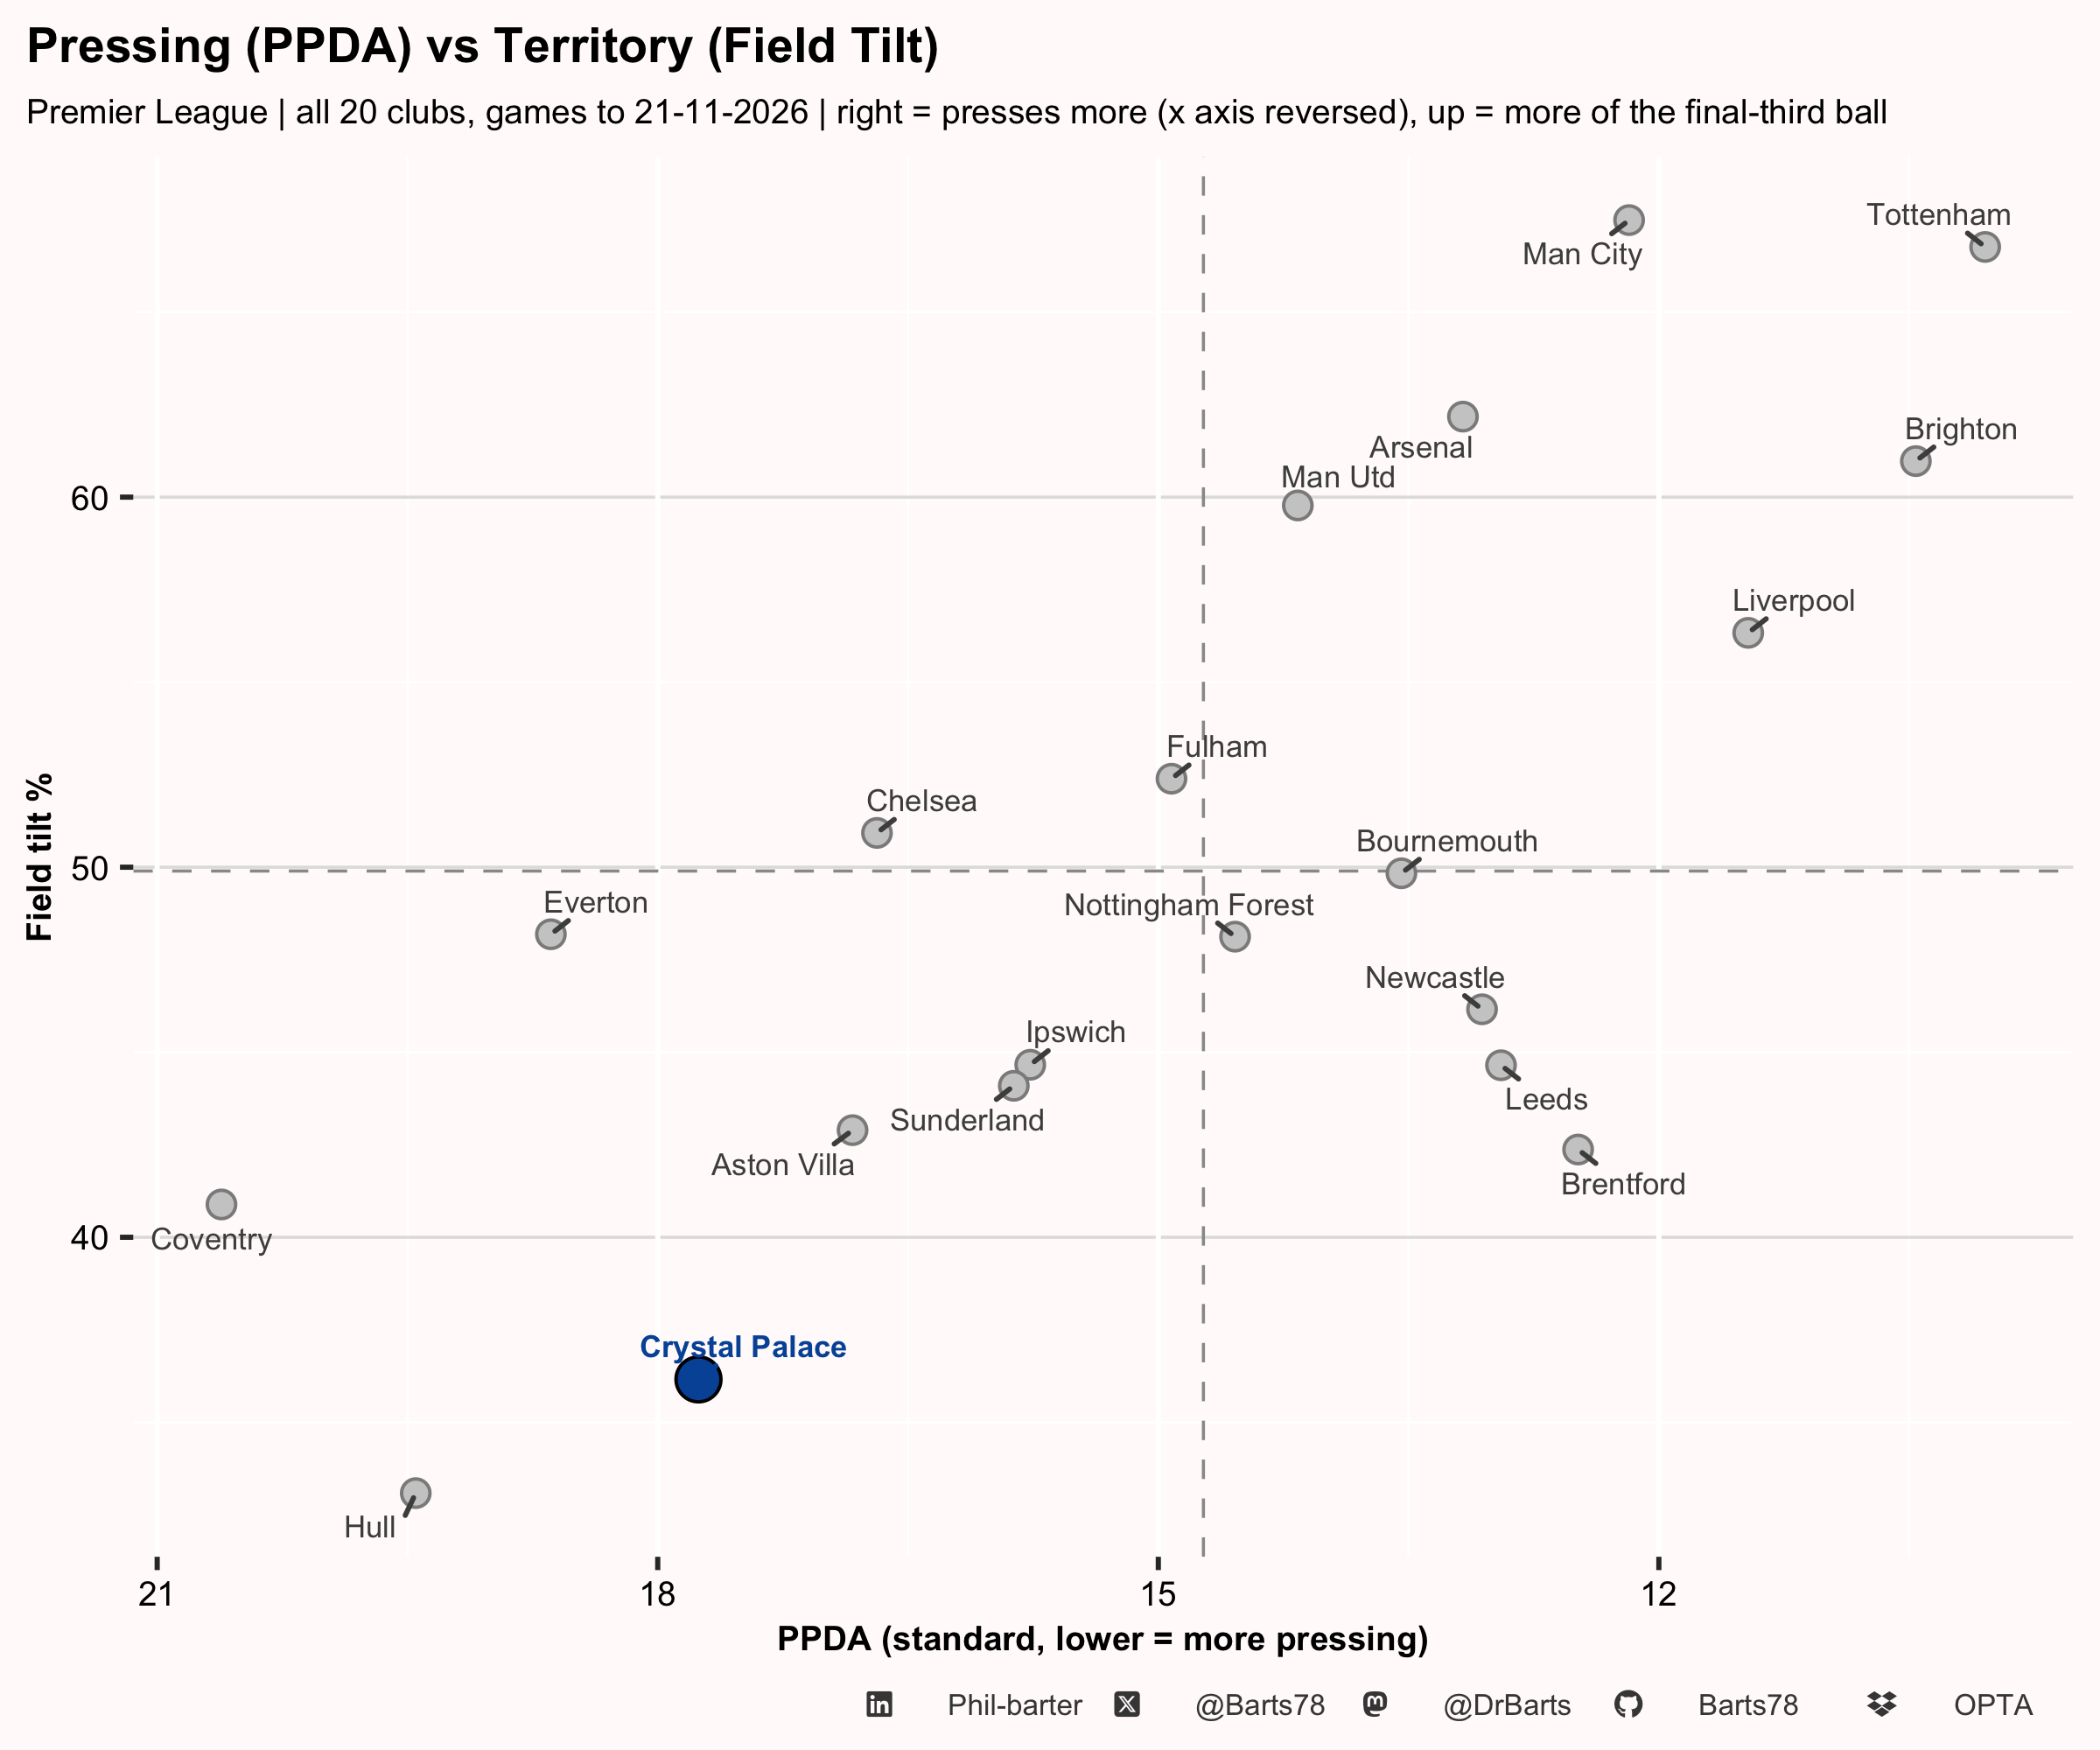 Pressing (PPDA) vs Territory (Field Tilt)
Premier League | all 20 clubs, games to 21-11-2026 | right = presses more (x axis reversed), up = more of the final-third ball
Tottenham
Man City
Brighton
Arsenal
Man Utd
60
Liverpool
Fulham
Chelsea
Bournemouth
50
Field tilt %
Everton
Nottingham Forest
Newcastle
Ipswich
Leeds
Sunderland
Aston Villa
Brentford
40
Coventry
Crystal Palace
Hull
21 18 15 12
PPDA (standard, lower = more pressing)
Phil-barter @Barts78 @DrBarts Barts78 OPTA